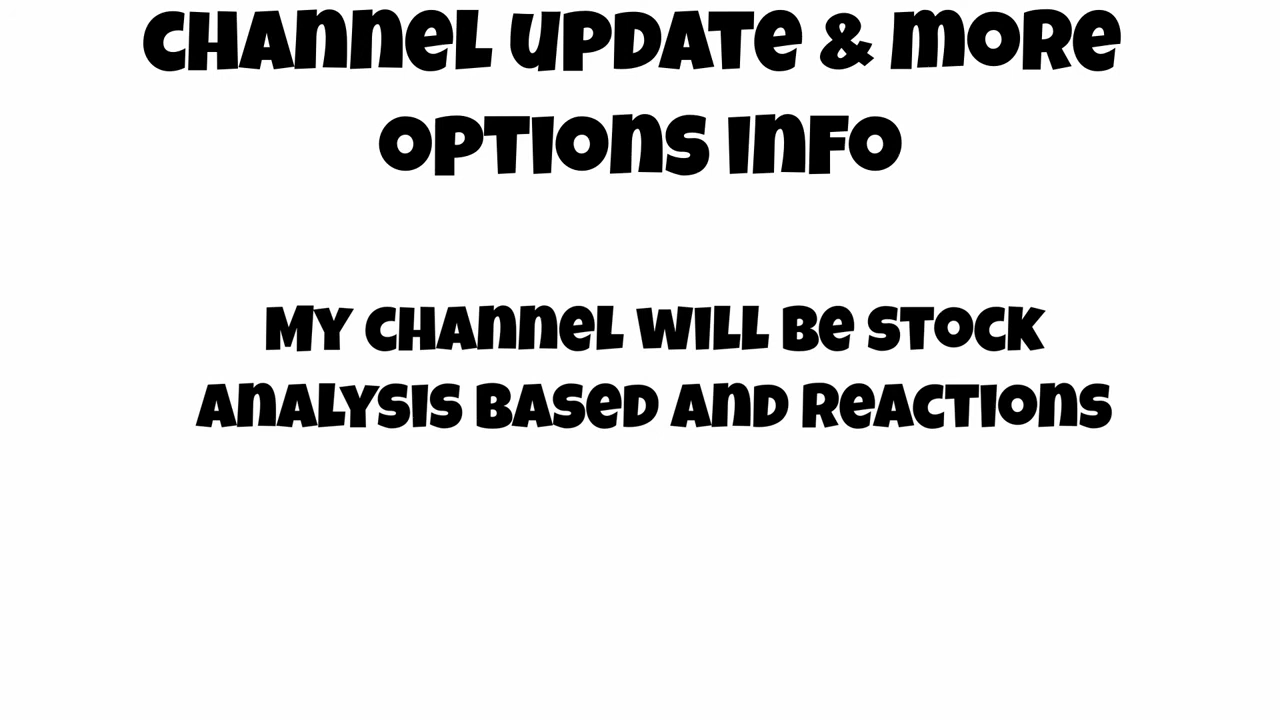 Channel update & more
options info
My channel will be stock
analysis based and reactions